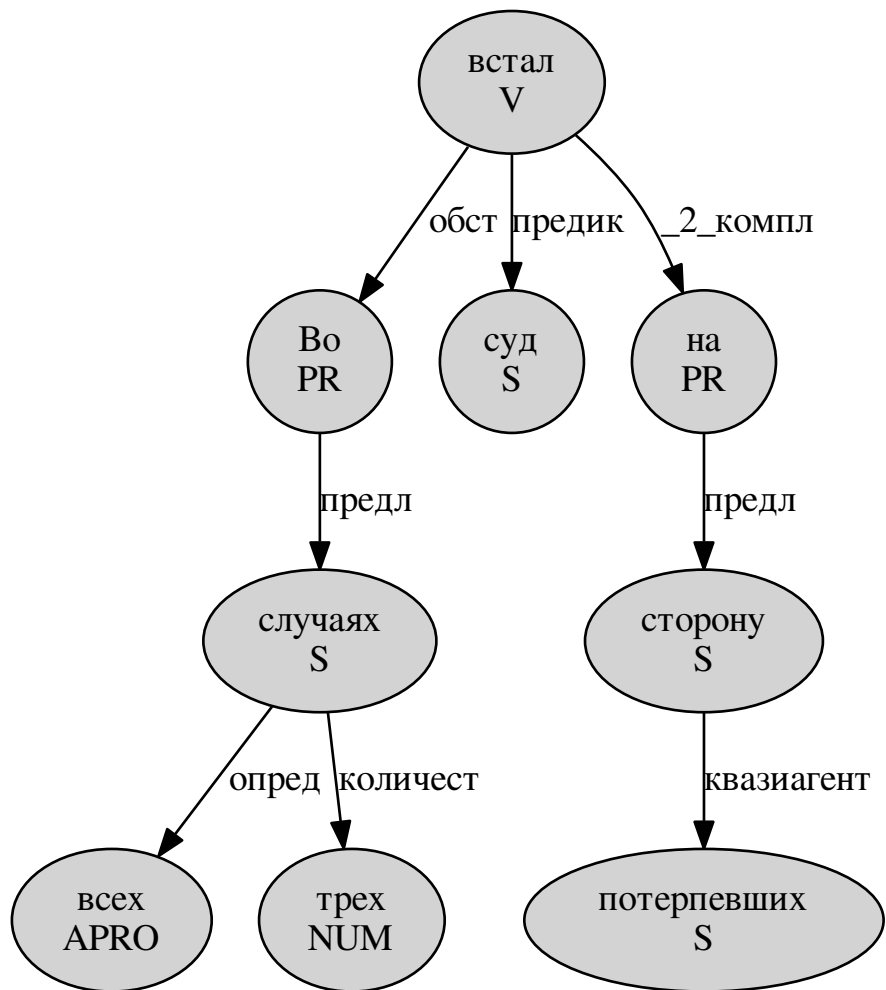 встал
V
обст предик _2_компл
Во
PR
суд
S
на
PR
предл
предл
случаях
S
сторону
S
опред количест
квазиагент
всех
APRO
трех
NUM
потерпевших
S